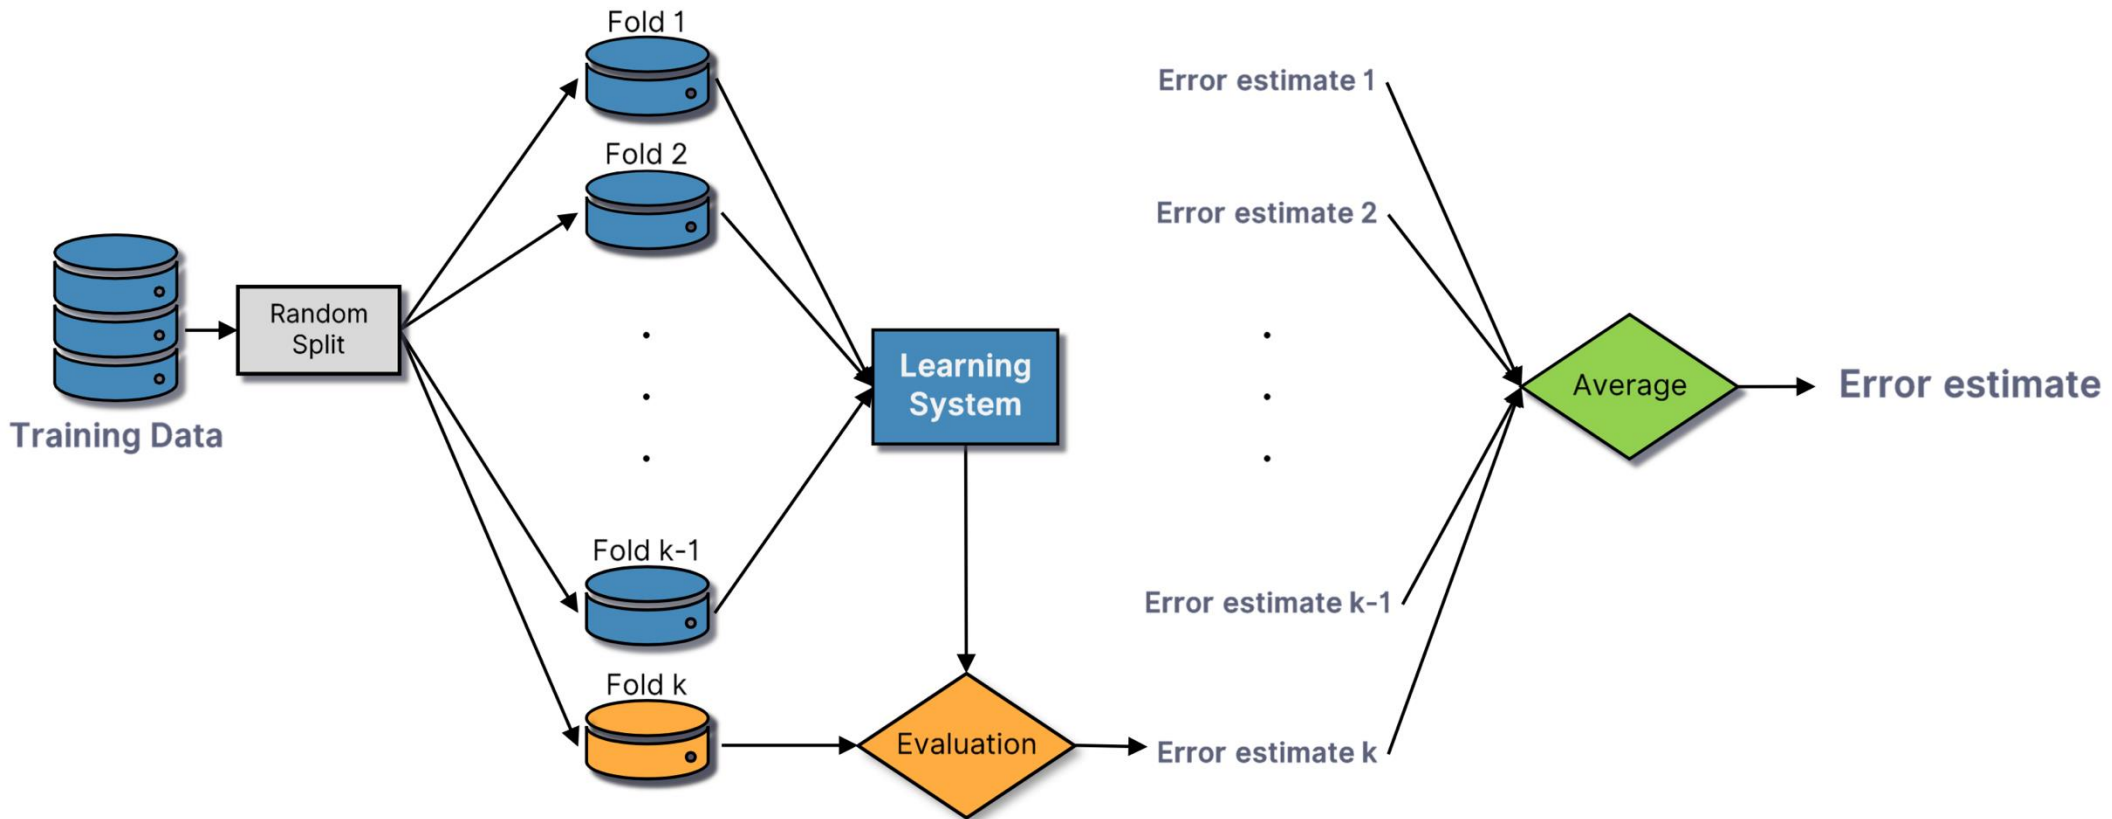 Fold 1
Fold 2
Training Data
Random
Split
Fold k-1
Fold k
Learning
System
Evaluation
Error estimate 1
Error estimate 2
Error estimate k-1
Error estimate k
Average
Error estimate